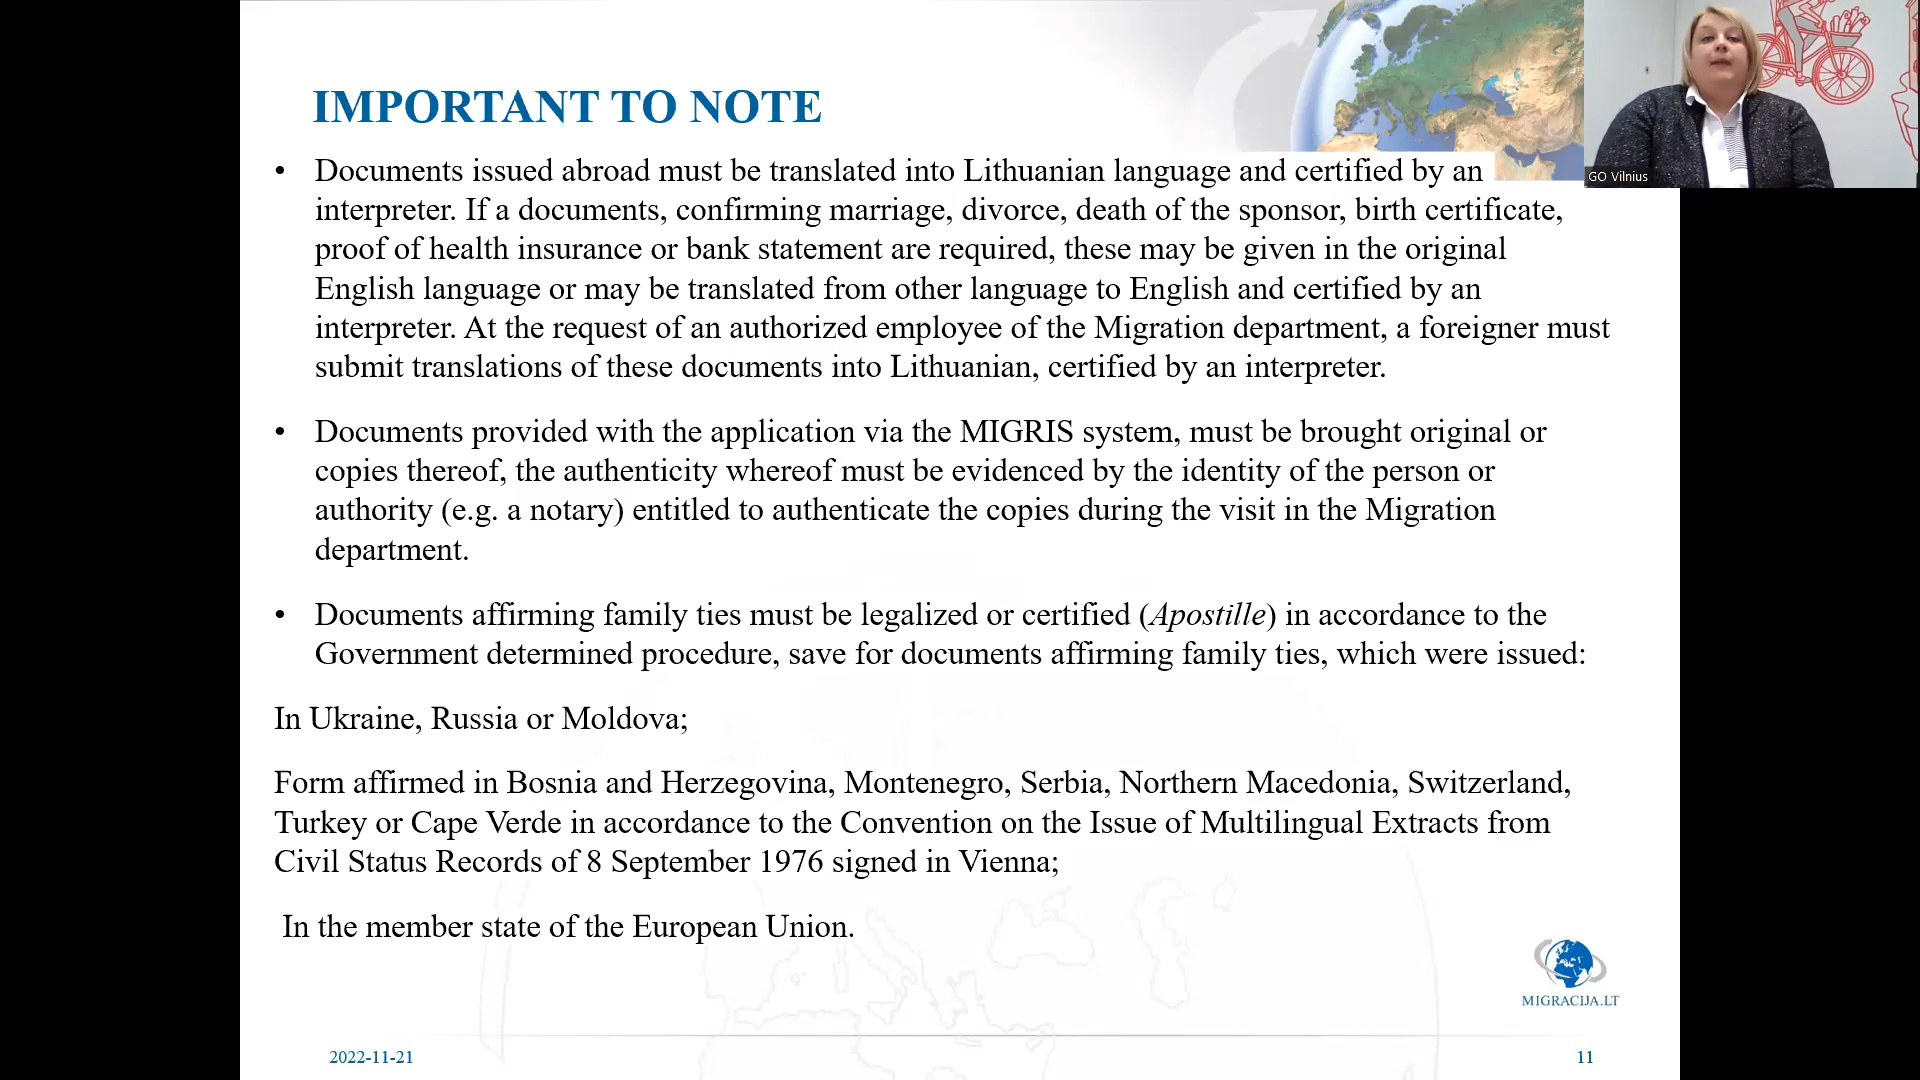 IMPORTANT TO NOTE
• Documents issued abroad must be translated into Lithuanian language and certified by an
interpreter. If a documents, confirming marriage, divorce, death of the sponsor, birth certificate,
proof of health insurance or bank statement are required, these may be given in the original
English language or may be translated from other language to English and certified by an
interpreter. At the request of an authorized employee of the Migration department, a foreigner must
submit translations of these documents into Lithuanian, certified by an interpreter.
• Documents provided with the application via the MIGRIS system, must be brought original or
copies thereof, the authenticity whereof must be evidenced by the identity of the person or
authority (e.g. a notary) entitled to authenticate the copies during the visit in the Migration
department.
• Documents affirming family ties must be legalized or certified (Apostille) in accordance to the
Government determined procedure, save for documents affirming family ties, which were issued:
In Ukraine, Russia or Moldova;
Form affirmed in Bosnia and Herzegovina, Montenegro, Serbia, Northern Macedonia, Switzerland,
Turkey or Cape Verde in accordance to the Convention on the Issue of Multilingual Extracts from
Civil Status Records of 8 September 1976 signed in Vienna;
In the member state of the European Union.
MIGRACIJA.LT
2022-11-21
11
GO Vilnius